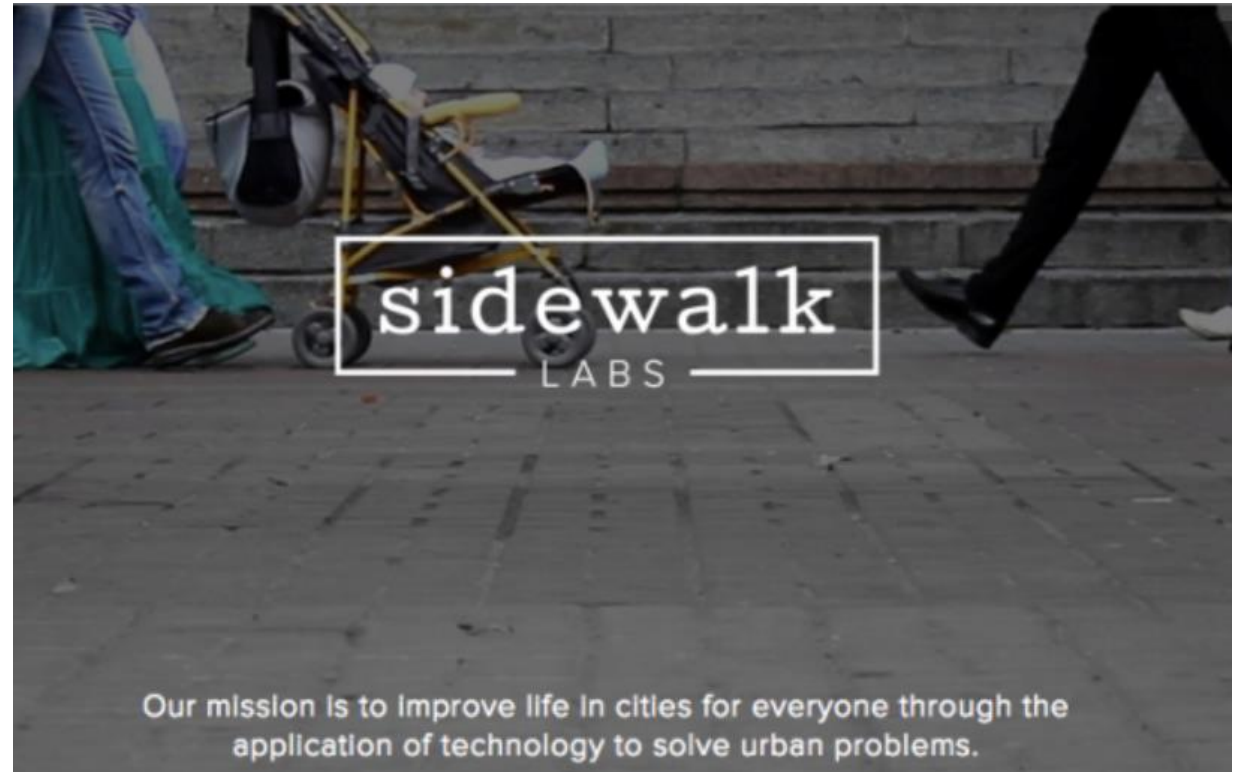 sidewalk
LABS
Our mission is to improve life in cities for everyone through the
application of technology to solve urban problems.